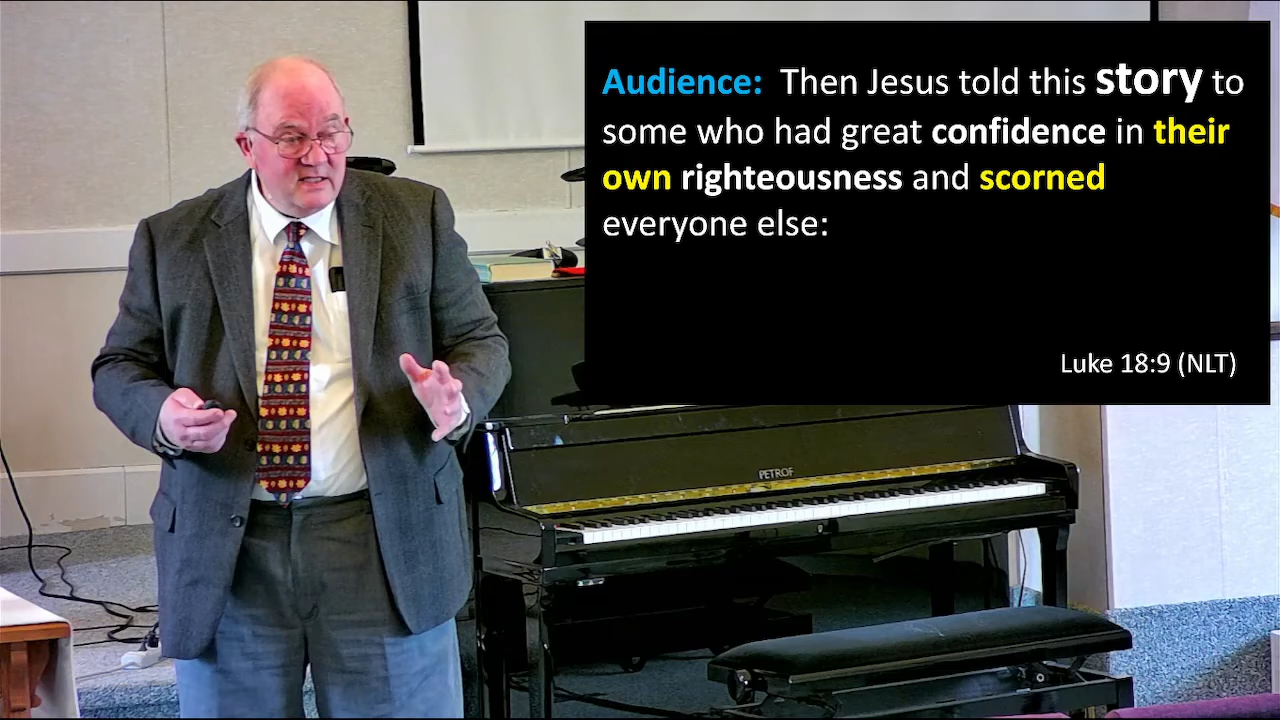 Audience: Then Jesus told this story to
some who had great confidence in their
own righteousness and scorned
everyone else:
Luke 18:9 (NLT)
PETROF